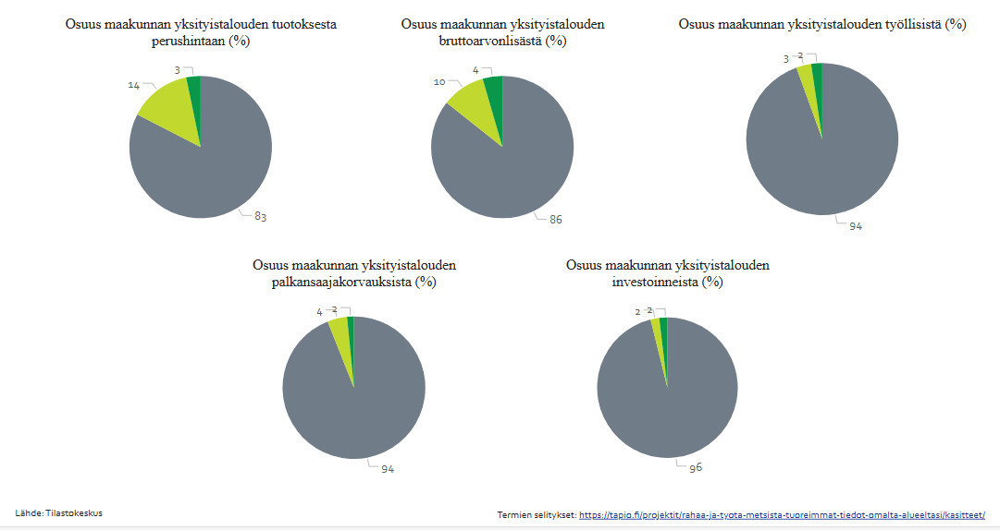 Osuus maakunnan yksityistalouden tuotoksesta
perushintaan (%)
3
14
83
Osuus maakunnan yksityistalouden
bruttoarvonlisästä (%)
4
10
86
Osuus maakunnan yksityistalouden työllisistä (%)
3
2
94
Osuus maakunnan yksityistalouden
palkansaajakorvauksista (%)
4
2
94
Osuus maakunnan yksityistalouden
investoinneista (%)
2
2
96
Lähde: Tilastokeskus
Termien selitykset: https://tapio.fi/projektit/rahaa-ja-tyota-metsista-tuoreimmat-tiedot-omalta-alueeltasi/kasitteet/